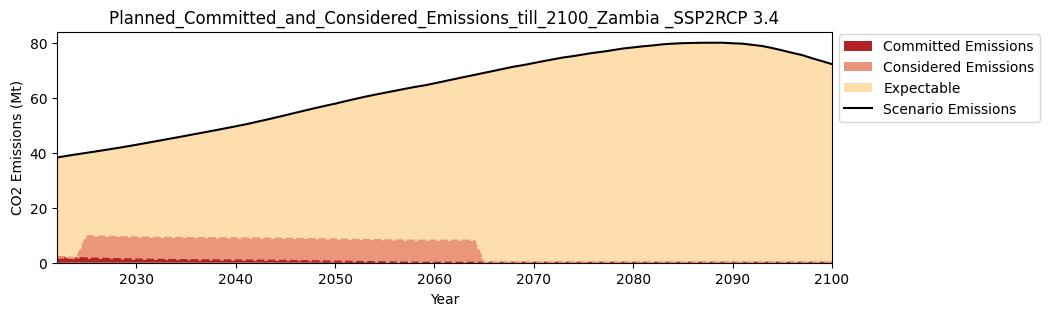 Planned_Committed_and_Considered_Emissions_till_2100_Zambia _SSP2RCP 3.4
CO2 Emissions (Mt)
80
60
40
20
0
2030 2040 2050 2060 2070 2080 2090 2100
Year
Committed Emissions
Considered Emissions
Expectable
Scenario Emissions